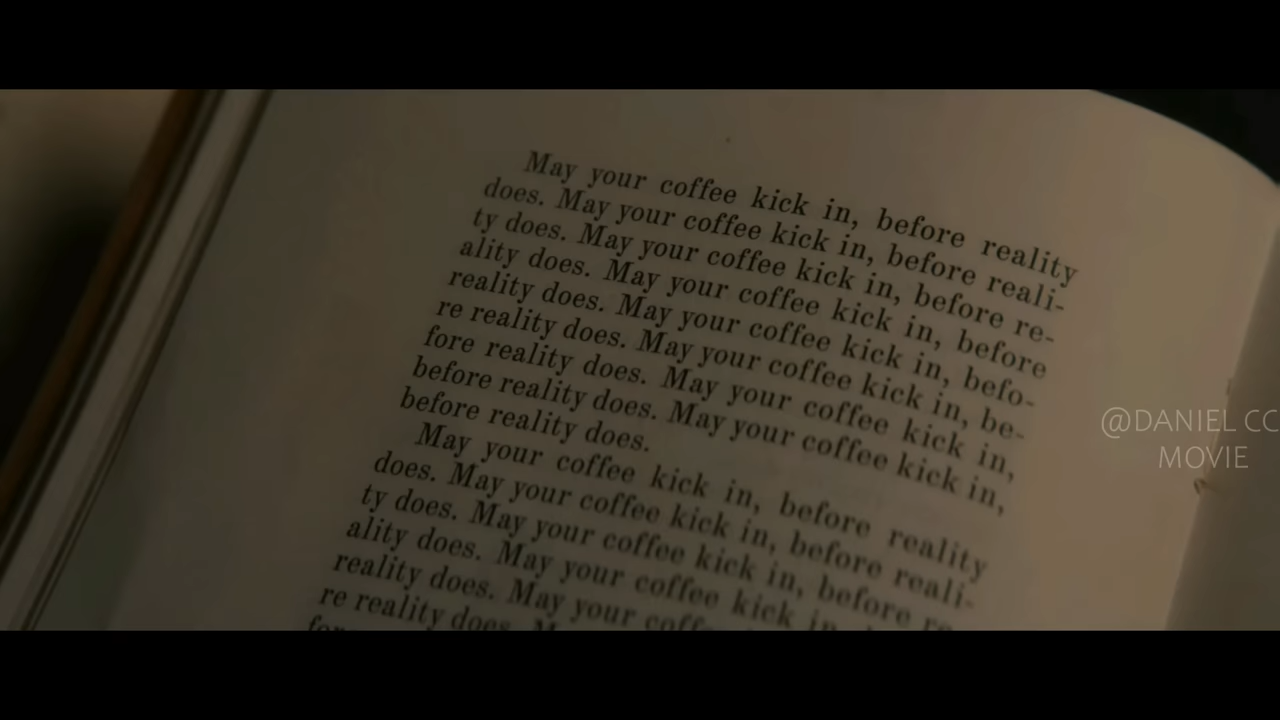 May your coffee kick in, before reality
does. May your coffee kick in, before reali-
ty does. May your coffee kick in, before re-
ality does. May your coffee kick in, before
reality does. May your coffee kick in, befo-
re reality does. May your coffee kick in, be-
fore reality does. May your coffee kick in,
before reality does. May your coffee kick in,
before reality does.
May your coffee kick in, before reality
does. May your coffee kick in, before reali-
ty does. May your coffee kick in, before re-
ality does. May your coffee kick in,
reality does. May your
re reality does.
@DANIEL CC
MOVIE